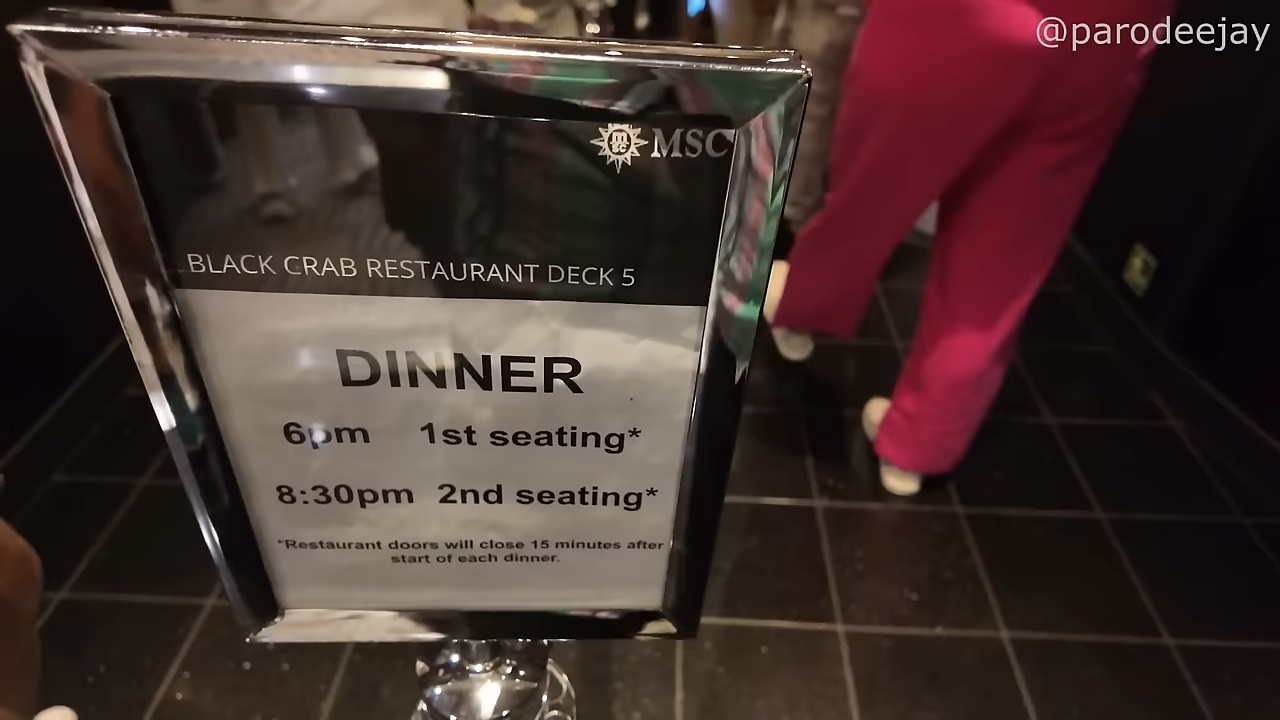 @parodeejay
MSC
BLACK CRAB RESTAURANT DECK 5
DINNER
6pm 1st seating*
8:30pm 2nd seating*
*Restaurant doors will close 15 minutes after
start of each dinner.